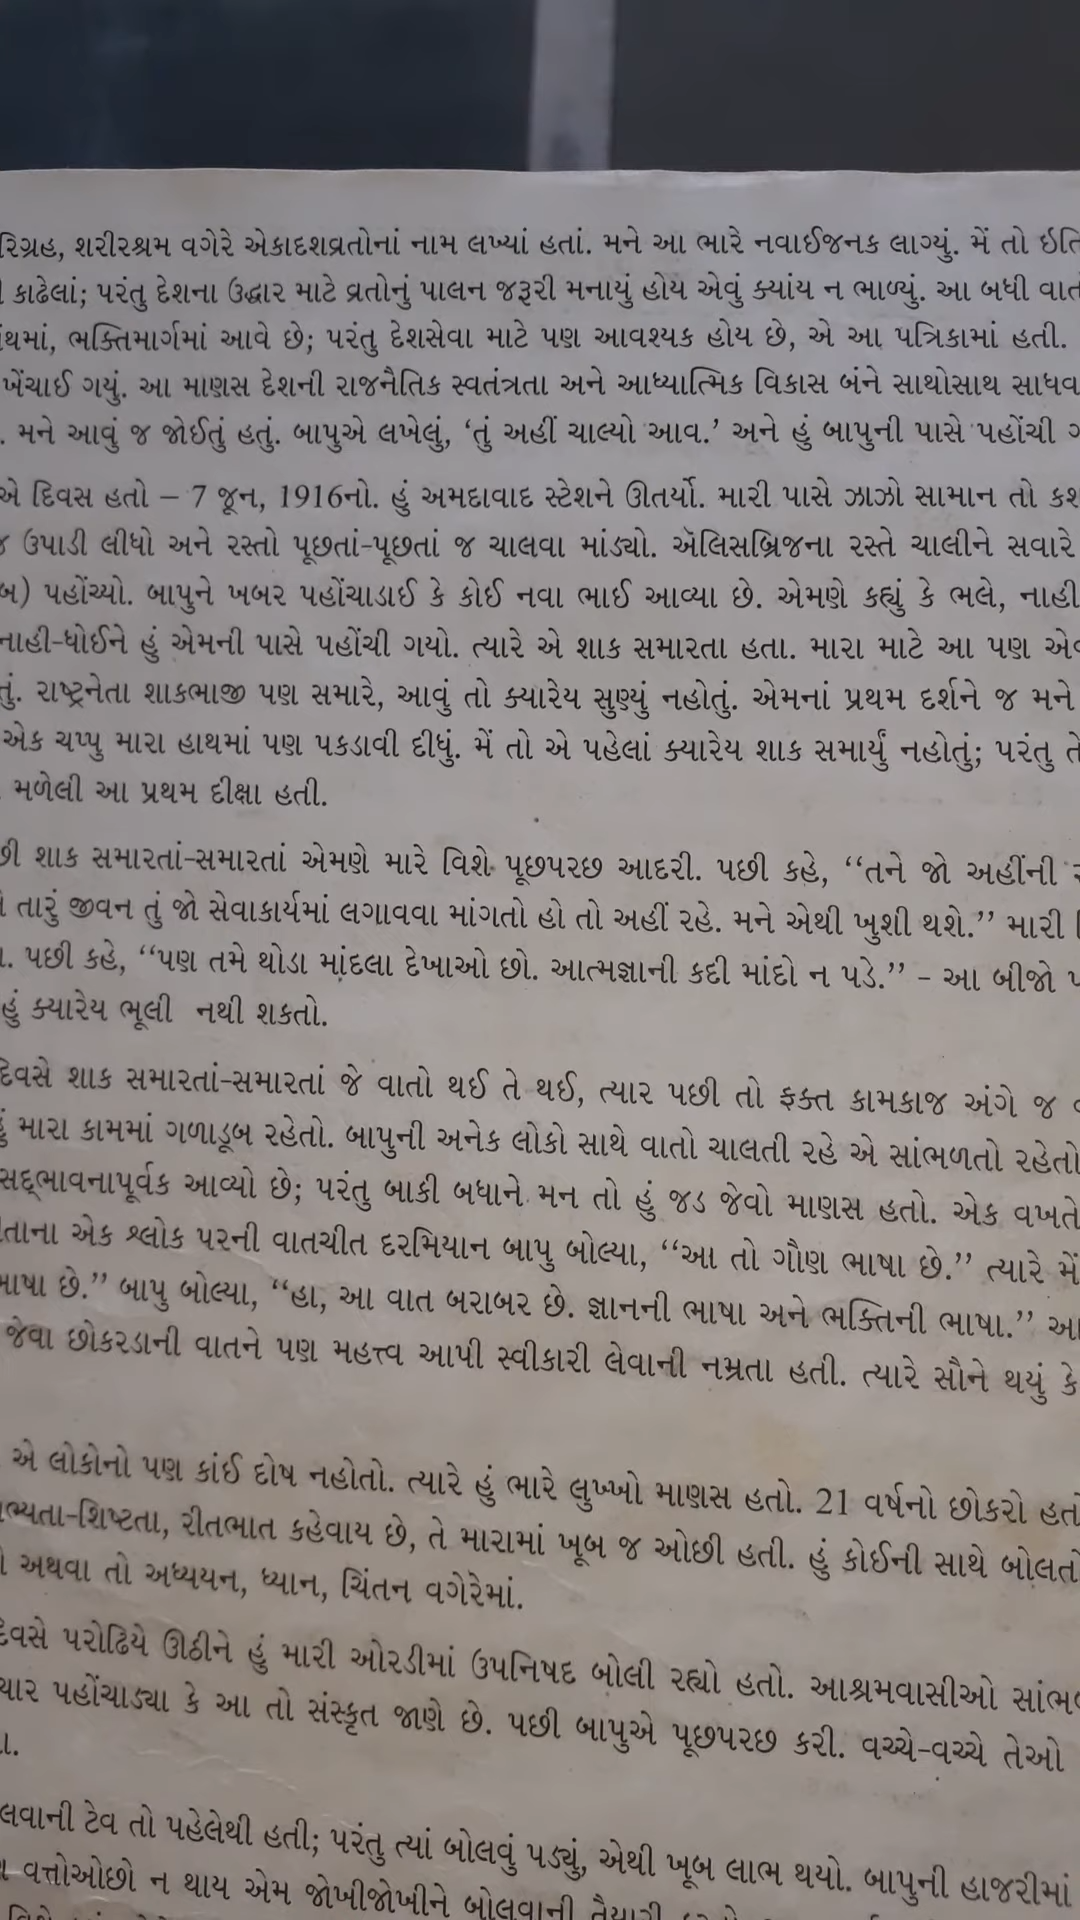 રિગ્રહ, શરીરશ્રમ વગેરે એકાદશવ્રતોનાં નામ લખ્યાં હતાં. મને આ ભારે નવાઈજનક લાગ્યું. મેં તો ઇતિ
કાઢેલાં; પરંતુ દેશના ઉદ્ધાર માટે વ્રતોનું પાલન જરૂરી મનાયું હોય એવું ક્યાંય ન ભાળ્યું. આ બધી વાત
થમાં, ભક્તિમાર્ગમાં આવે છે; પરંતુ દેશસેવા માટે પણ આવશ્યક હોય છે, એ આ પત્રિકામાં હતી.
ખેંચાઈ ગયું. આ માણસ દેશની રાજનૈતિક સ્વતંત્રતા અને આધ્યાત્મિક વિકાસ બંને સાથોસાથ સાધવ
. મને આવું જ જોઈતું હતું. બાપુએ લખેલું, ‘તું અહીં ચાલ્યો આવ.’ અને હું બાપુની પાસે પહોંચી ગ
એ દિવસ હતો – 7 જૂન, 1916નો. હું અમદાવાદ સ્ટેશને ઊતર્યો. મારી પાસે ઝાઝો સામાન તો કશ
ઉપાડી લીધો અને રસ્તો પૂછતાં-પૂછતાં જ ચાલવા માંડ્યો. ઍલિસબ્રિજના રસ્તે ચાલીને સવારે
બ) પહોંચ્યો. બાપુને ખબર પહોંચાડાઈ કે કોઈ નવા ભાઈ આવ્યા છે. એમણે કહ્યું કે ભલે, નાહી
નાહી-ધોઈને હું એમની પાસે પહોંચી ગયો. ત્યારે એ શાક સમારતા હતા. મારા માટે આ પણ એવ
તું. રાષ્ટ્રનેતા શાકભાજી પણ સમારે, આવું તો ક્યારેય સુણ્યું નહોતું. એમનાં પ્રથમ દર્શને જ મને
એક ચપ્પુ મારા હાથમાં પણ પકડાવી દીધું. મેં તો એ પહેલાં ક્યારેય શાક સમાર્યું નહોતું; પરંતુ તે
મળેલી આ પ્રથમ દીક્ષા હતી.
છી શાક સમારતાં-સમારતાં એમણે મારે વિશે પૂછપરછ આદરી. પછી કહે, ‘‘તને જો અહીંની
તારું જીવન તું જો સેવાકાર્યમાં લગાવવા માંગતો હો તો અહીં રહે. મને એથી ખુશી થશે.’’ મારી
. પછી કહે, ‘‘પણ તમે થોડા માંદલા દેખાઓ છો. આત્મજ્ઞાની કદી માંદો ન પડે.’’ – આ બીજો
હું ક્યારેય ભૂલી નથી શકતો.
દિવસે શાક સમારતાં-સમારતાં જે વાતો થઈ તે થઈ, ત્યાર પછી તો ફક્ત કામકાજ અંગે જ
હું મારા કામમાં ગળાડૂબ રહેતો. બાપુની અનેક લોકો સાથે વાતો ચાલતી રહે એ સાંભળતો રહેતો
સદ્ભાવનાપૂર્વક આવ્યો છે; પરંતુ બાકી બધાને મન તો હું જડ જેવો માણસ હતો. એક વખતે
તાના એક શ્લોક પરની વાતચીત દરમિયાન બાપુ બોલ્યા, ‘‘આ તો ગૌણ ભાષા છે.’’ ત્યારે મેં
ભાષા છે.’’ બાપુ બોલ્યા, ‘‘હા, આ વાત બરાબર છે. જ્ઞાનની ભાષા અને ભક્તિની ભાષા.’’ આ
જેવા છોકરડાની વાતને પણ મહત્ત્વ આપી સ્વીકારી લેવાની નમ્રતા હતી. ત્યારે સૌને થયું કે
એ લોકોનો પણ કાંઈ દોષ નહોતો. ત્યારે હું ભારે લુખ્ખો માણસ હતો. 21 વર્ષનો છોકરો હતો
ભ્યતા-શિષ્ટતા, રીતભાત કહેવાય છે, તે મારામાં ખૂબ જ ઓછી હતી. હું કોઈની સાથે બોલતો
અથવા તો અધ્યયન, ધ્યાન, ચિંતન વગેરેમાં.
દિવસે પરોઢિયે ઊઠીને હું મારી ઓરડીમાં ઉપનિષદ બોલી રહ્યો હતો. આશ્રમવાસીઓ સાંભળ
ચાર પહોંચાડ્યા કે આ તો સંસ્કૃત જાણે છે. પછી બાપુએ પૂછપરછ કરી. વચ્ચે-વચ્ચે તેઓ
ા.
લવાની ટેવ તો પહેલેથી હતી; પરંતુ ત્યાં બોલવું પડ્યું, એથી ખૂબ લાભ થયો. બાપુની હાજરીમાં
વત્તોઓછો ન થાય એમ જોખીજોખીને બોલવાની તૈયારી